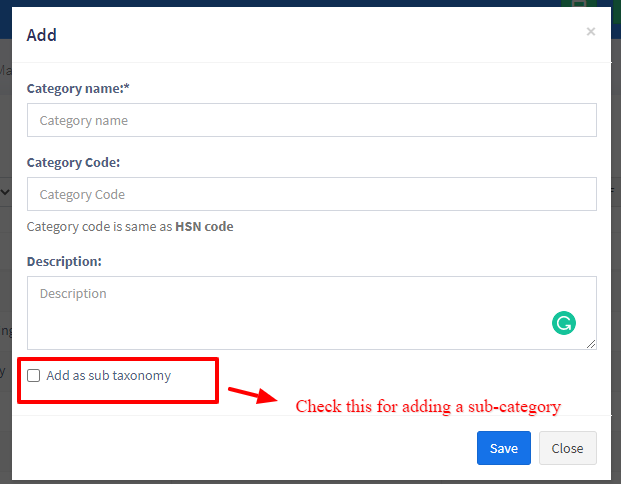 Add
×
Category name:*
Category name
Category Code:
Category Code
Category code is same as HSN code
Description:
Description
Add as sub taxonomy
Check this for adding a sub-category
Save
Close